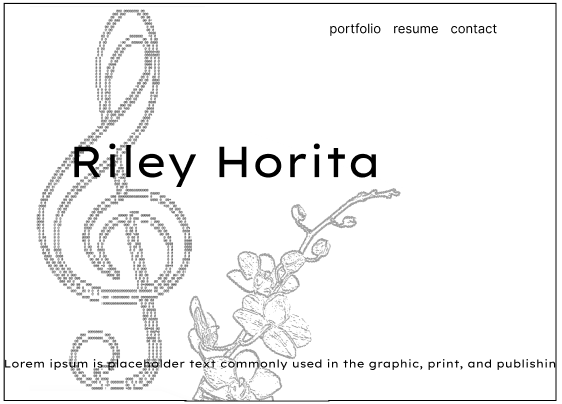 portfolio resume contact
Riley Horita
Lorem ipsum is placeholder text commonly used in the graphic, print, and publishin